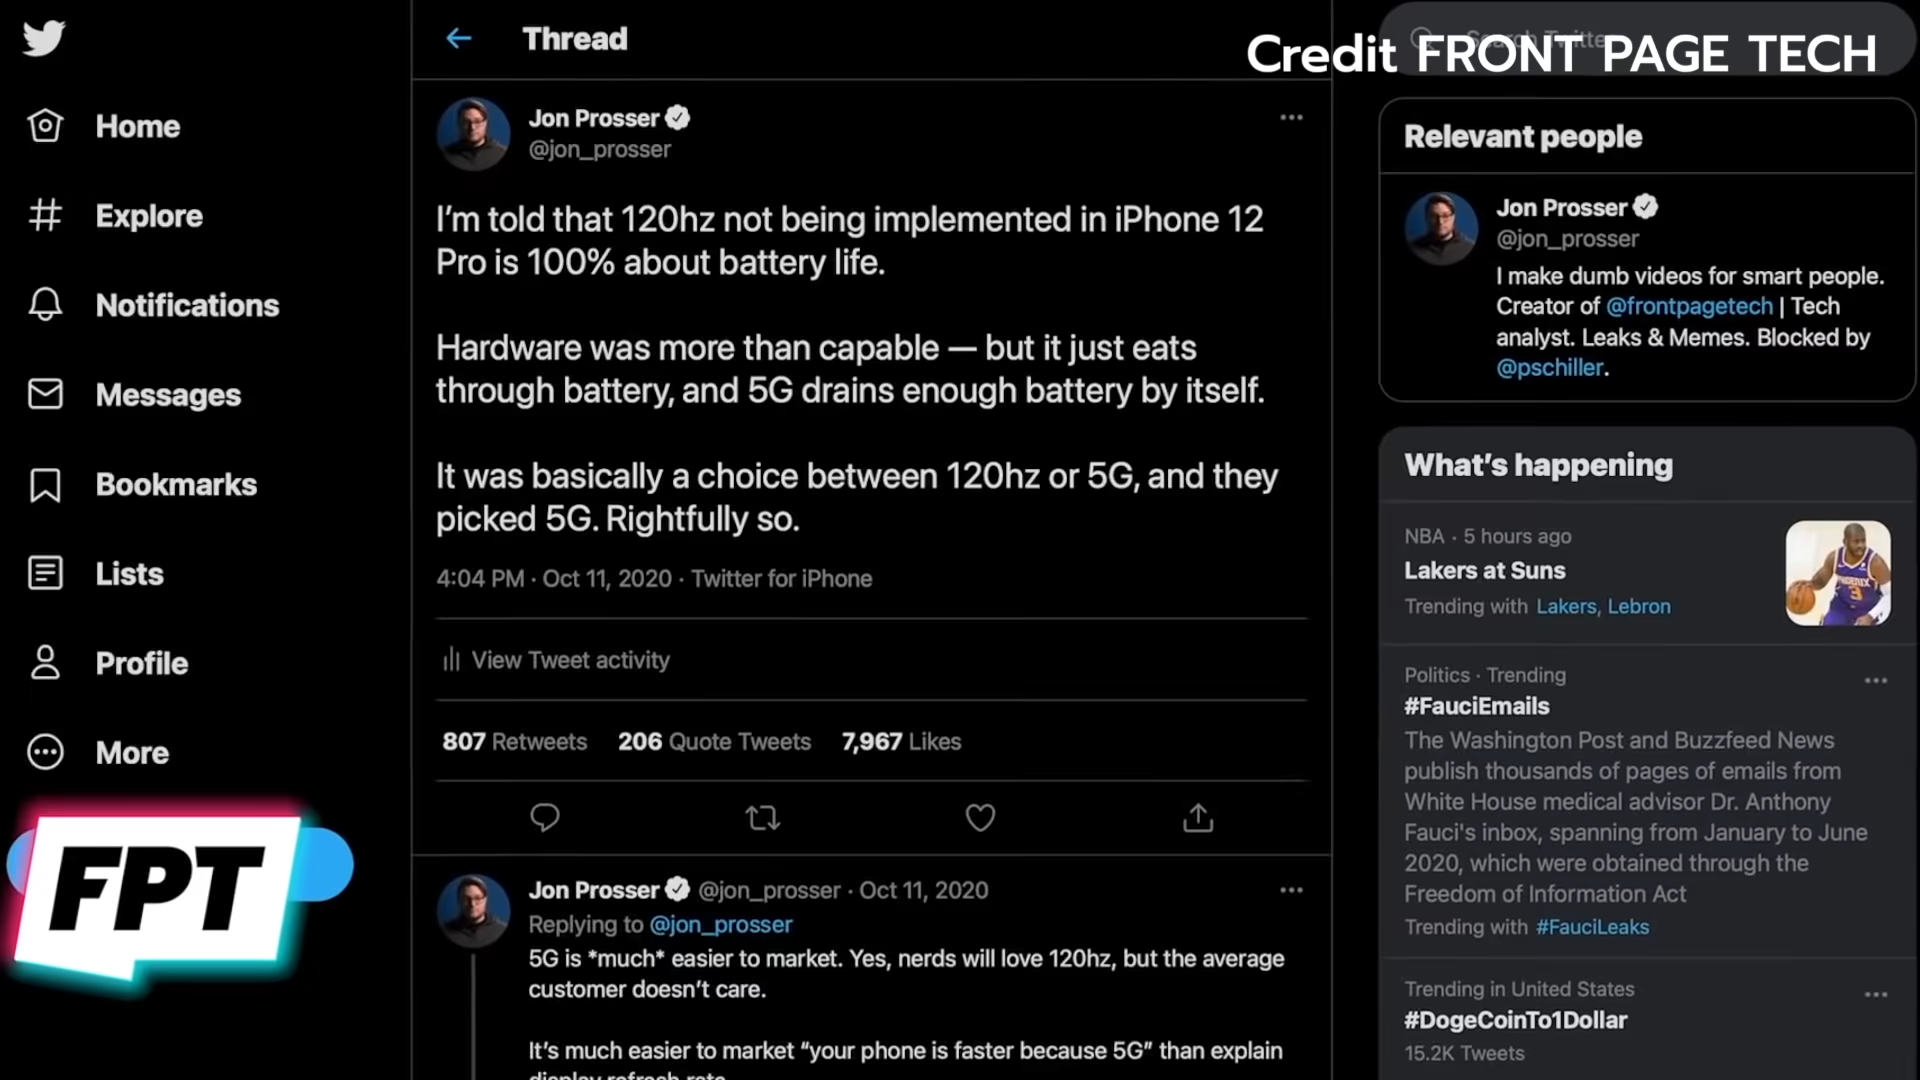 Home
Explore
Notifications
Messages
Bookmarks
Lists
Profile
More
FPT
Thread
Jon Prosser
@jon_prosser
I'm told that 120hz not being implemented in iPhone 12
Pro is 100% about battery life.
Hardware was more than capable — but it just eats
through battery, and 5G drains enough battery by itself.
It was basically a choice between 120hz or 5G, and they
picked 5G. Rightfully so.
4:04 PM · Oct 11, 2020 · Twitter for iPhone
View Tweet activity
807 Retweets 206 Quote Tweets 7,967 Likes
Jon Prosser @jon_prosser · Oct 11, 2020
Replying to @jon_prosser
5G is *much* easier to market. Yes, nerds will love 120hz, but the average
customer doesn't care.
It's much easier to market “your phone is faster because 5G” than explain
display refresh rate
Search Twitter
Credit FRONT PAGE TECH
Relevant people
Jon Prosser
@jon_prosser
I make dumb videos for smart people.
Creator of @frontpagetech | Tech
analyst. Leaks & Memes. Blocked by
@pschiller.
What's happening
NBA · 5 hours ago
Lakers at Suns
Trending with Lakers, Lebron
PHOENIX
3
Politics · Trending
#FauciEmails
The Washington Post and Buzzfeed News
publish thousands of pages of emails from
White House medical advisor Dr. Anthony
Fauci's inbox, spanning from January to June
2020, which were obtained through the
Freedom of Information Act
Trending with #FauciLeaks
Trending in United States
#DogeCoinTo1Dollar
15.2K Tweets